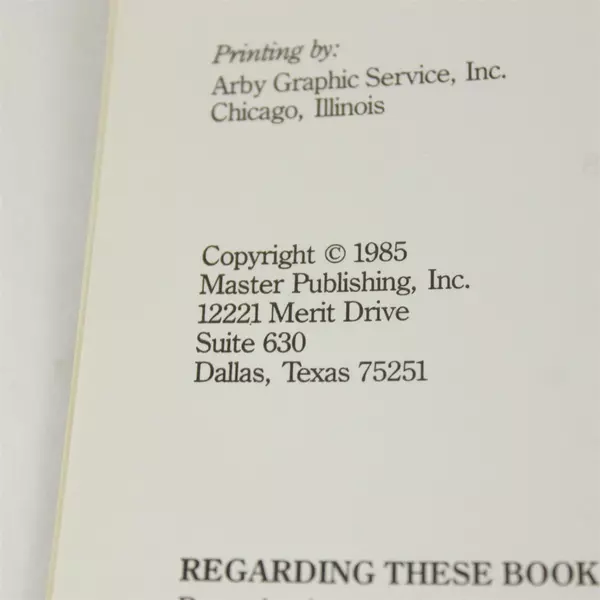 Printing by:
Arby Graphic Service, Inc.
Chicago, Illinois
Copyright © 1985
Master Publishing, Inc.
12221 Merit Drive
Suite 630
Dallas, Texas 75251
REGARDING THESE BOOK